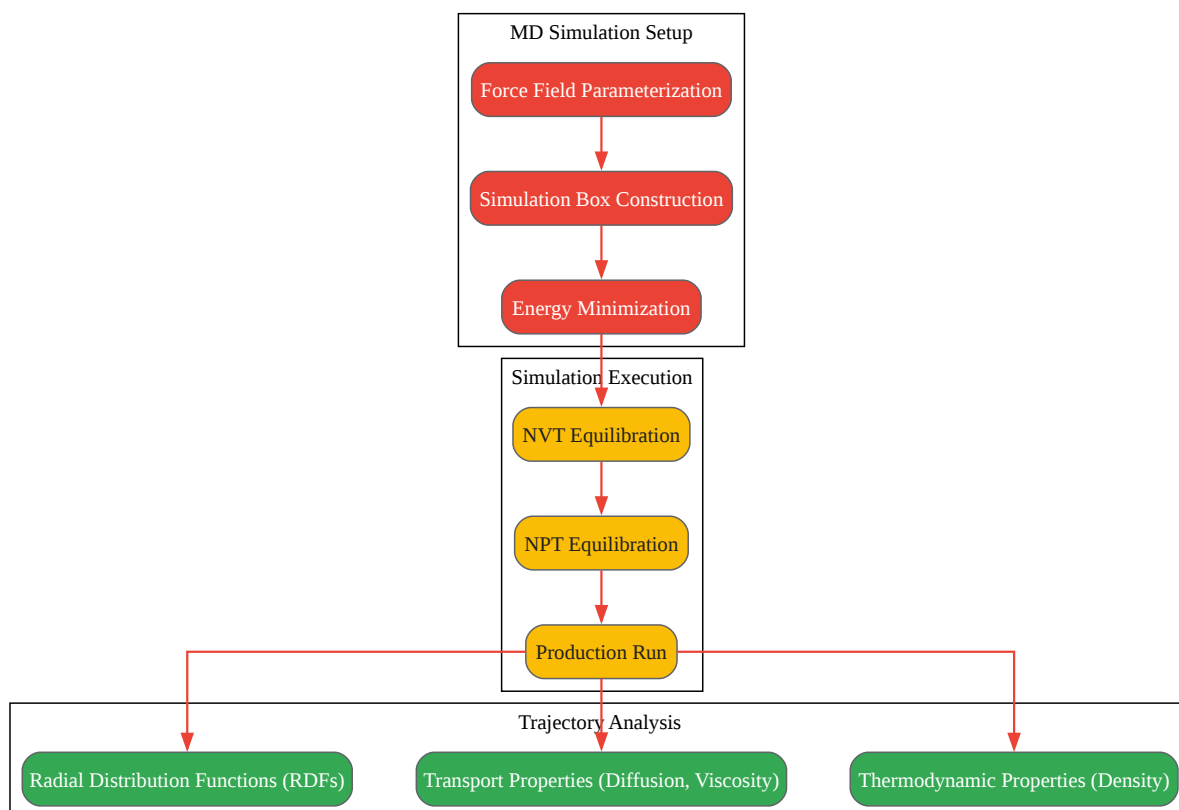 MD Simulation Setup
Force Field Parameterization
Simulation Box Construction
Energy Minimization
Simulation Execution
NVT Equilibration
NPT Equilibration
Production Run
Trajectory Analysis
Radial Distribution Functions (RDFs)
Transport Properties (Diffusion, Viscosity)
Thermodynamic Properties (Density)